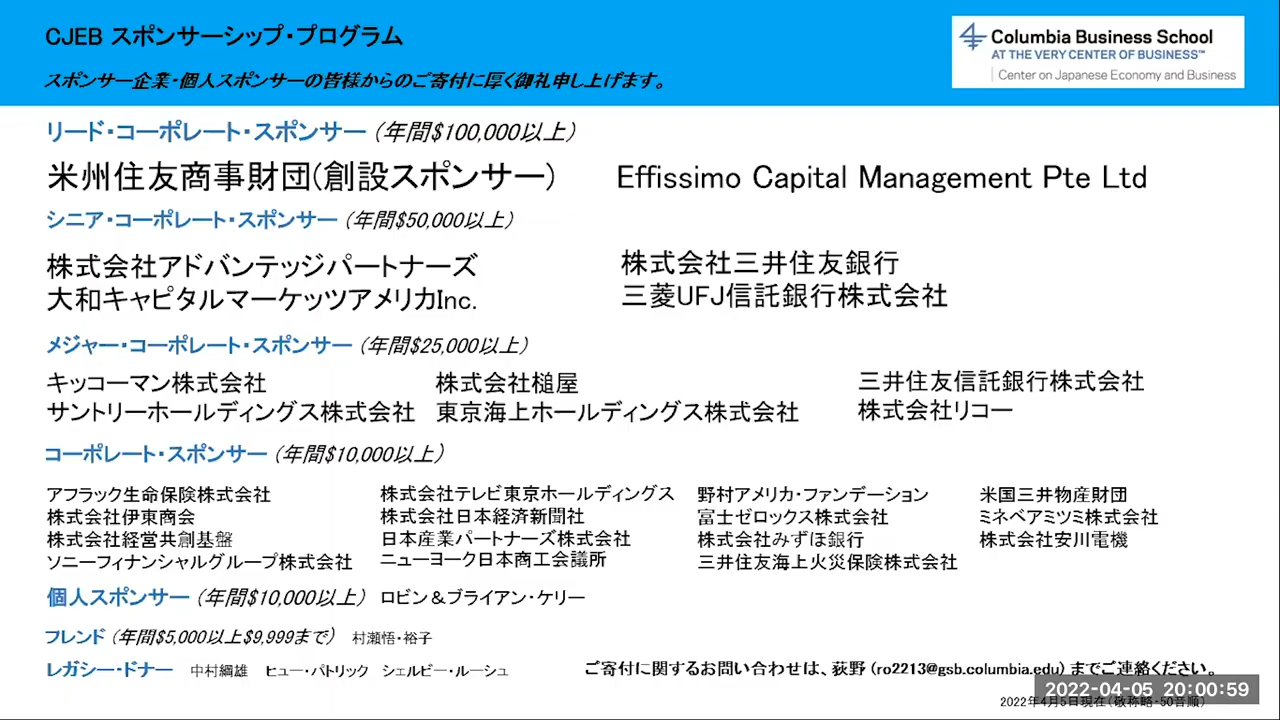 CJEB スポンサーシップ・プログラム
スポンサー企業・個人スポンサーの皆様からのご寄付に厚く御礼申し上げます。
Columbia Business School
AT THE VERY CENTER OF BUSINESS™
Center on Japanese Economy and Business
リード・コーポレート・スポンサー (年間$100,000以上)
米州住友商事財団(創設スポンサー) Effissimo Capital Management Pte Ltd
シニア・コーポレート・スポンサー (年間$50,000以上)
株式会社アドバンテッジパートナーズ 株式会社三井住友銀行
大和キャピタルマーケッツアメリカInc. 三菱UFJ信託銀行株式会社
メジャー・コーポレート・スポンサー (年間$25,000以上)
キッコーマン株式会社 株式会社槌屋 三井住友信託銀行株式会社
サントリーホールディングス株式会社 東京海上ホールディングス株式会社 株式会社リコー
コーポレート・スポンサー (年間$10,000以上)
アフラック生命保険株式会社 株式会社テレビ東京ホールディングス 野村アメリカ・ファンデーション 米国三井物産財団
株式会社伊東商会 株式会社日本経済新聞社 富士ゼロックス株式会社 ミネベアミツミ株式会社
株式会社経営共創基盤 日本産業パートナーズ株式会社 株式会社みずほ銀行 株式会社安川電機
ソニーフィナンシャルグループ株式会社 ニューヨーク日本商工会議所 三井住友海上火災保険株式会社
個人スポンサー (年間$10,000以上) ロビン＆ブライアン・ケリー
フレンド (年間$5,000以上$9,999まで) 村瀬悟・裕子
レガシー・ドナー 中村綱雄 ヒュー・パトリック シェルビー・ルーシュ ご寄付に関するお問い合わせは、荻野 (ro2213@gsb.columbia.edu) までご連絡ください。
2022-04-05 20:00:59
2022年4月5日現在(敬称略・50音順)